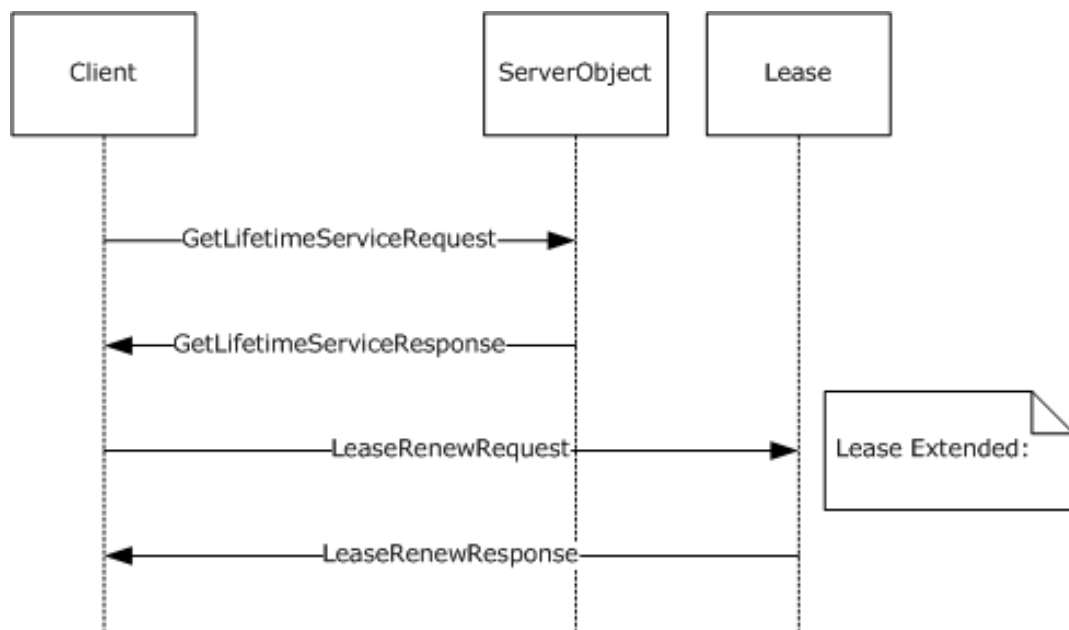 Client
ServerObject
Lease
GetLifetimeServiceRequest
GetLifetimeServiceResponse
LeaseRenewRequest
Lease Extended:
LeaseRenewResponse